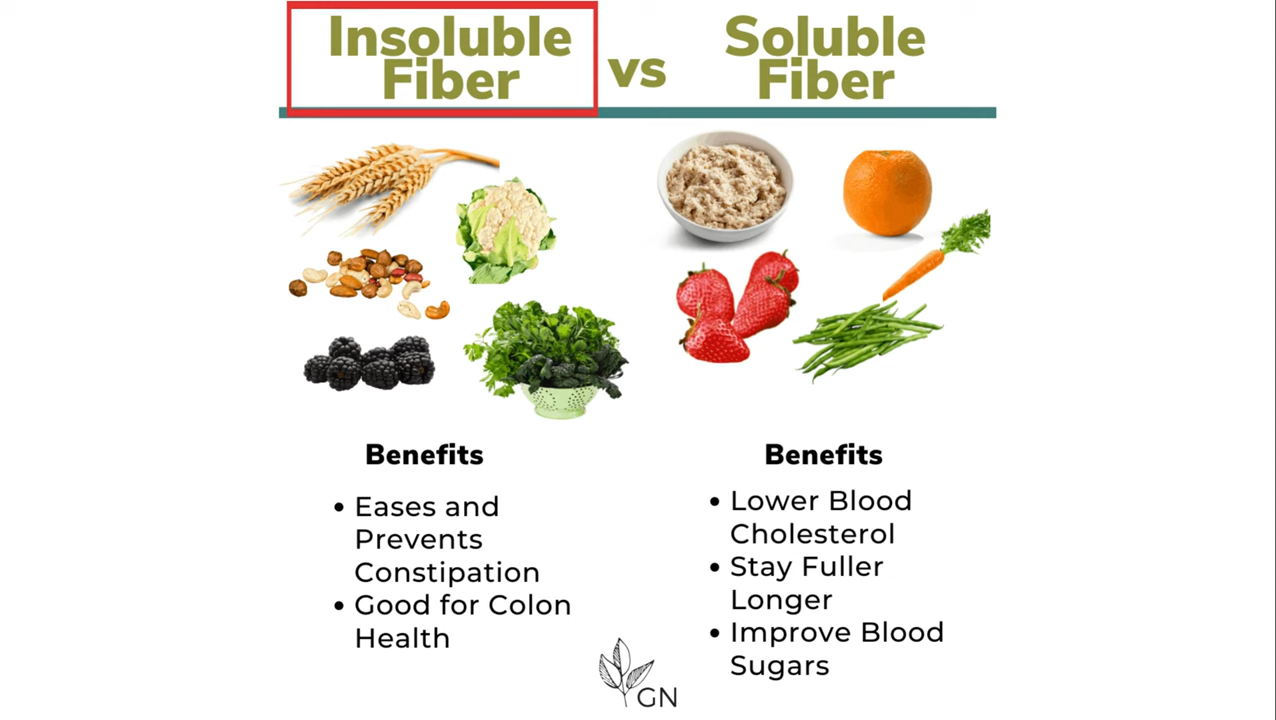 Insoluble
Fiber
vs
Soluble
Fiber
Benefits
• Eases and
Prevents
Constipation
• Good for Colon
Health
Benefits
• Lower Blood
Cholesterol
• Stay Fuller
Longer
• Improve Blood
Sugars
GN